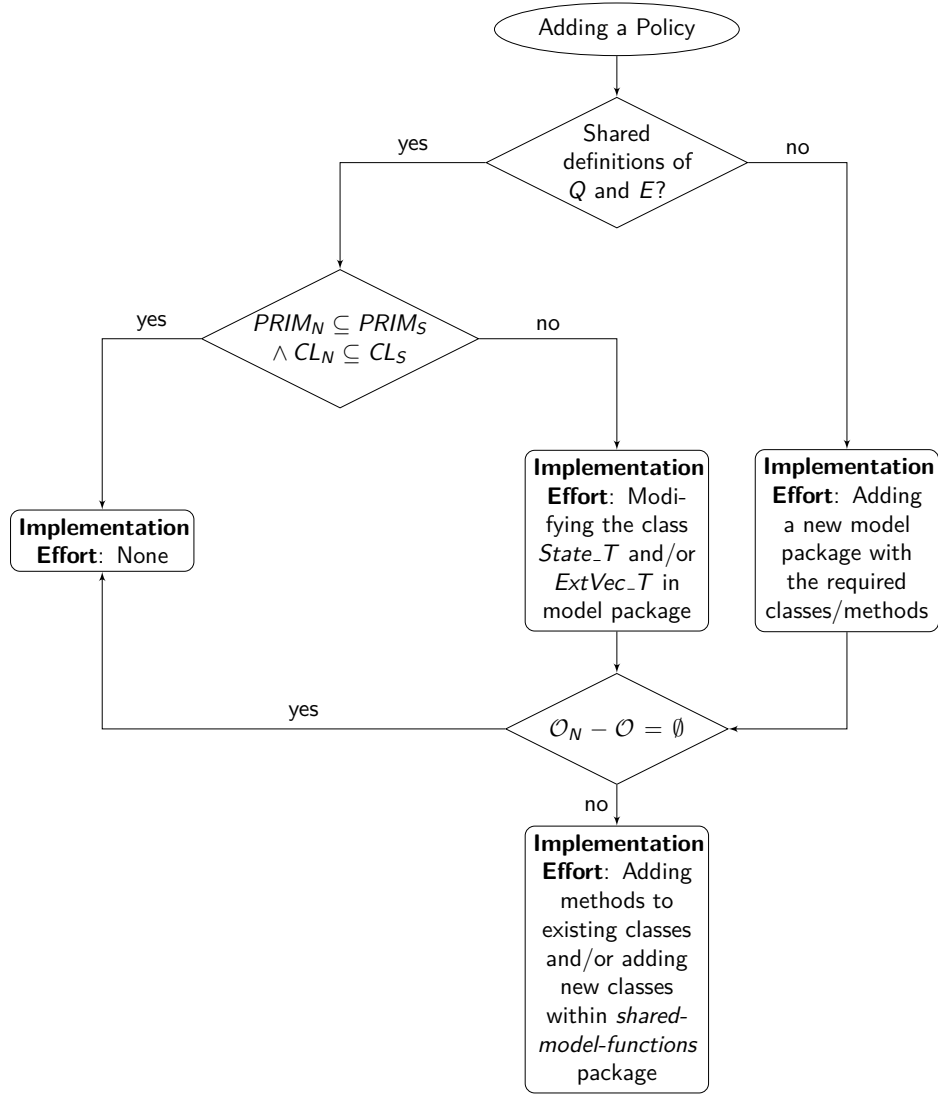 Adding a Policy
Shared
definitions of
Q and E?
yes
no
PRIM_N ⊆ PRIM_S
∧ CL_N ⊆ CL_S
yes
no
Implementation
Effort: None
Implementation
Effort: Modi-
fying the class
State_T and/or
ExtVec_T in
model package
Implementation
Effort: Adding
a new model
package with
the required
classes/methods
𝒪_N − 𝒪 = ∅
yes
no
Implementation
Effort: Adding
methods to
existing classes
and/or adding
new classes
within shared-
model-functions
package